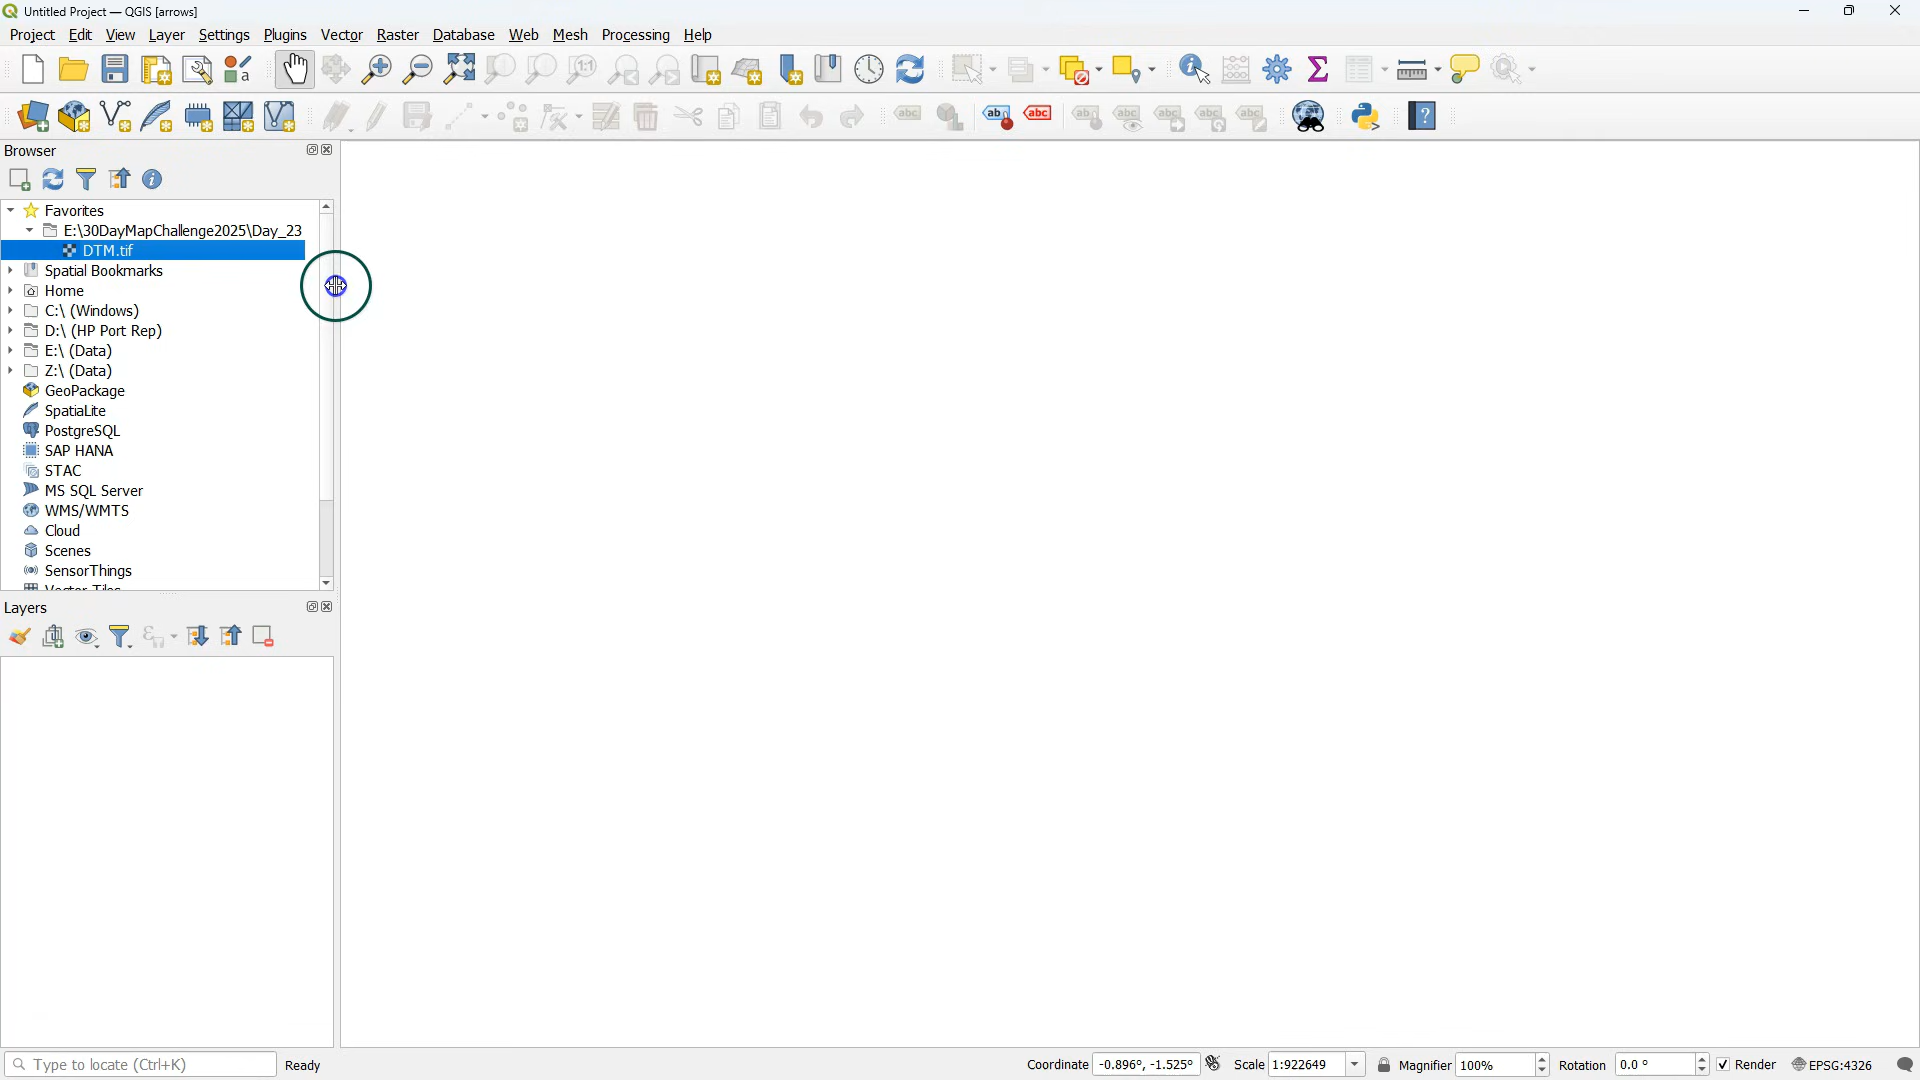 Untitled Project — QGIS [arrows]
Project Edit View Layer Settings Plugins Vector Raster Database Web Mesh Processing Help
Browser
Favorites
E:\30DayMapChallenge2025\Day_23
DTM.tif
Spatial Bookmarks
Home
C:\ (Windows)
D:\ (HP Port Rep)
E:\ (Data)
Z:\ (Data)
GeoPackage
SpatiaLite
PostgreSQL
SAP HANA
STAC
MS SQL Server
WMS/WMTS
Cloud
Scenes
SensorThings
Vector Tiles
Layers
Type to locate (Ctrl+K) Ready Coordinate -0.896°, -1.525° Scale 1:922649 Magnifier 100% Rotation 0.0 ° Render EPSG:4326